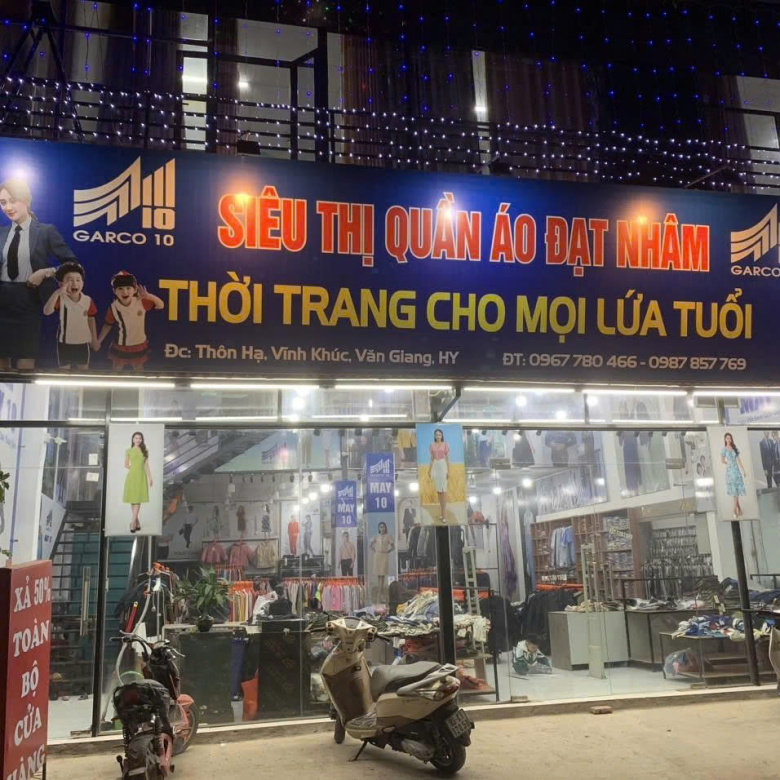 GARCO 10
SIÊU THỊ QUẦN ÁO ĐẠT NHÂM
GARCO
THỜI TRANG CHO MỌI LỨA TUỔI
Đc: Thôn Hạ, Vĩnh Khúc, Văn Giang, HY
ĐT: 0967 780 466 - 0987 857 769
MAY
10
MAY
10
XẢ 50%
TOÀN
BỘ
CỬA
HÀNG